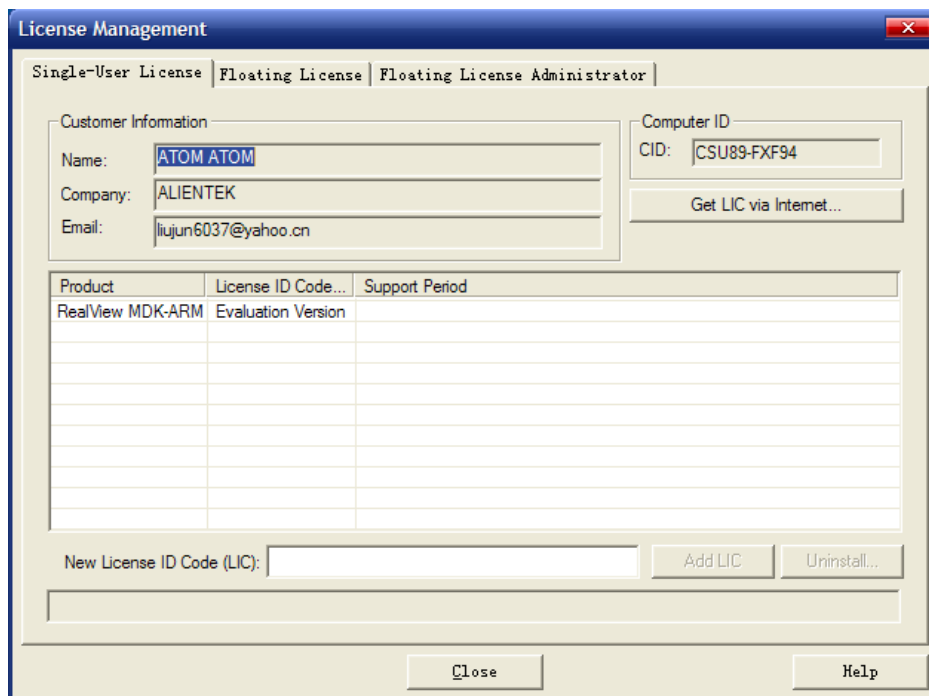 License Management
Single-User License Floating License Floating License Administrator
Customer Information
Name: ATOM ATOM
Company: ALIENTEK
Email: liujun6037@yahoo.cn
Computer ID
CID: CSU89-FXF94
Get LIC via Internet...
Product License ID Code... Support Period
RealView MDK-ARM Evaluation Version
New License ID Code (LIC): Add LIC Uninstall...
Close Help